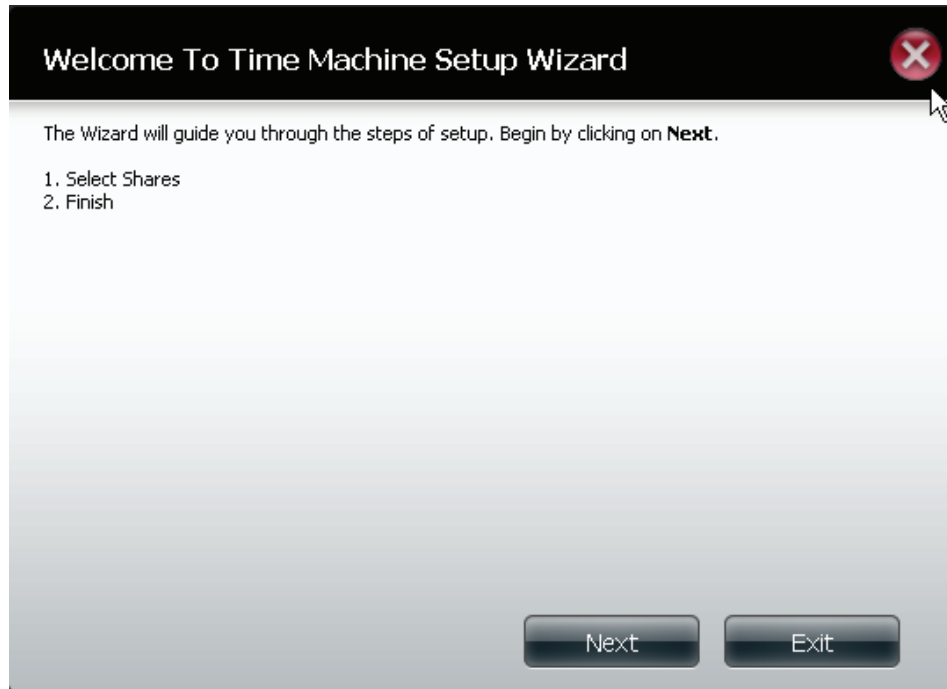 Welcome To Time Machine Setup Wizard
The Wizard will guide you through the steps of setup. Begin by clicking on Next.
1. Select Shares
2. Finish
Next
Exit